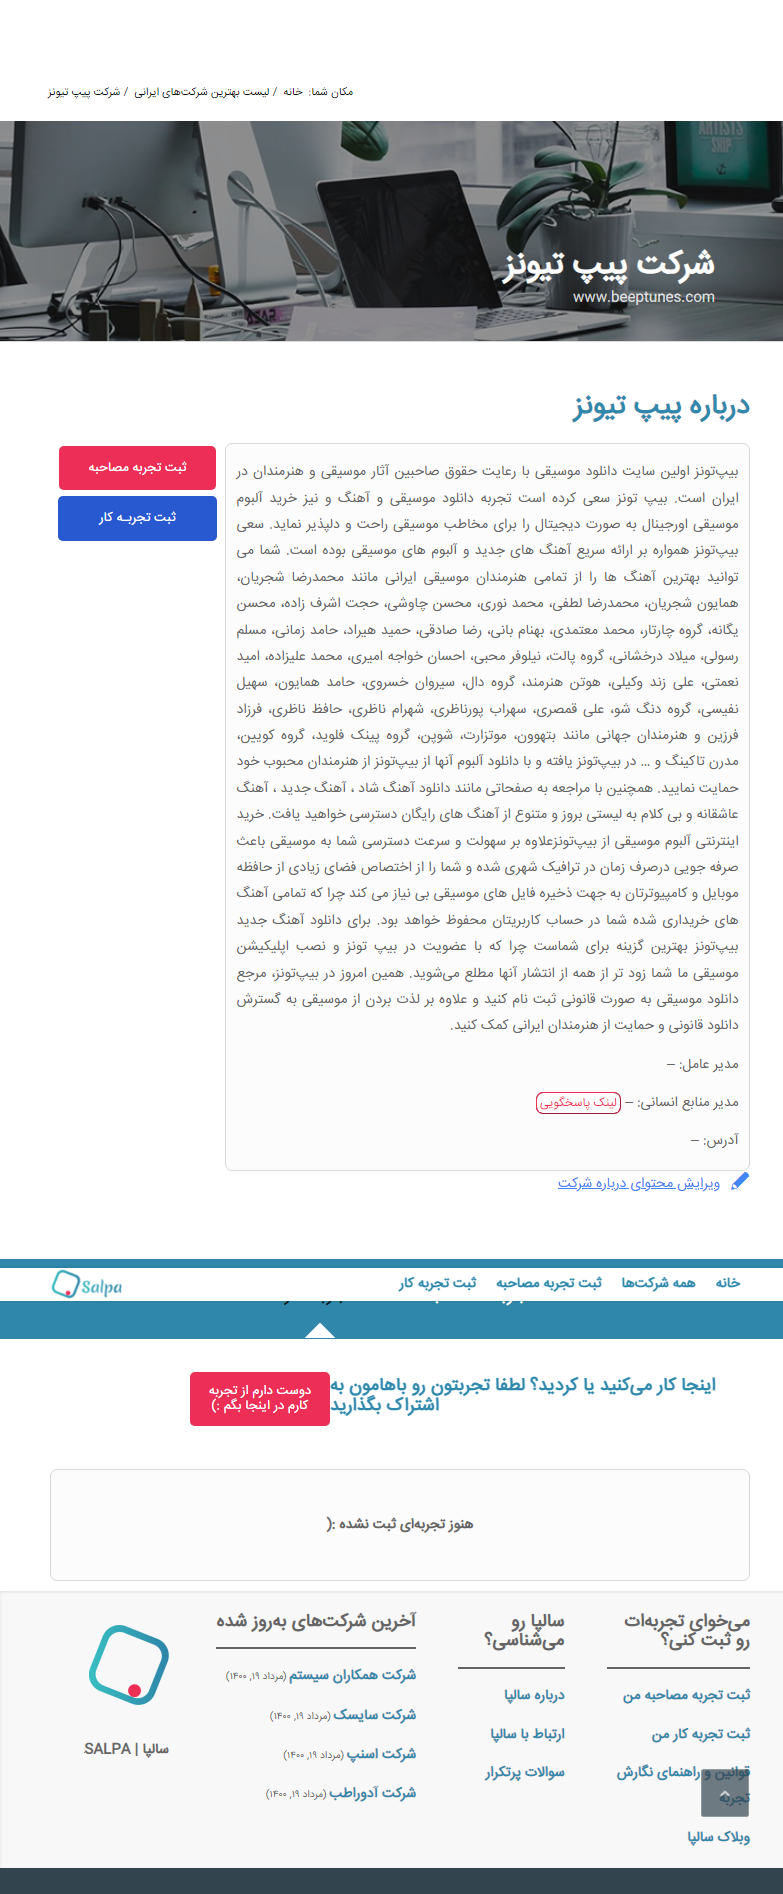 مکان شما: خانه / لیست بهترین شرکت‌های ایرانی / شرکت پیپ تیونز
ARTISTS
SHIP
شرکت پیپ تیونز
www.beeptunes.com
درباره پیپ تیونز
ثبت تجربه مصاحبه
ثبت تجربـه کار
بیپ‌تونز اولین سایت دانلود موسیقی با رعایت حقوق صاحبین آثار موسیقی و هنرمندان در
ایران است. بیپ تونز سعی کرده است تجربه دانلود موسیقی و آهنگ و نیز خرید آلبوم
موسیقی اورجینال به صورت دیجیتال را برای مخاطب موسیقی راحت و دلپذیر نماید. سعی
بیپ‌تونز همواره بر ارائه سریع آهنگ های جدید و آلبوم های موسیقی بوده است. شما می
توانید بهترین آهنگ ها را از تمامی هنرمندان موسیقی ایرانی مانند محمدرضا شجریان،
همایون شجریان، محمدرضا لطفی، محمد نوری، محسن چاوشی، حجت اشرف زاده، محسن
یگانه، گروه چارتار، محمد معتمدی، بهنام بانی، رضا صادقی، حمید هیراد، حامد زمانی، مسلم
رسولی، میلاد درخشانی، گروه پالت، نیلوفر محبی، احسان خواجه امیری، محمد علیزاده، امید
نعمتی، علی زند وکیلی، هوتن هنرمند، گروه دال، سیروان خسروی، حامد همایون، سهیل
نفیسی، گروه دنگ شو، علی قمصری، سهراب پورناظری، شهرام ناظری، حافظ ناظری، فرزاد
فرزین و هنرمندان جهانی مانند بتهوون، موتزارت، شوپن، گروه پینک فلوید، گروه کویین،
مدرن تاکینگ و ... در بیپ‌تونز یافته و با دانلود آلبوم آنها از بیپ‌تونز از هنرمندان محبوب خود
حمایت نمایید. همچنین با مراجعه به صفحاتی مانند دانلود آهنگ شاد ، آهنگ جدید ، آهنگ
عاشقانه و بی کلام به لیستی بروز و متنوع از آهنگ های رایگان دسترسی خواهید یافت. خرید
اینترنتی آلبوم موسیقی از بیپ‌تونزعلاوه بر سهولت و سرعت دسترسی شما به موسیقی باعث
صرفه جویی درصرف زمان در ترافیک شهری شده و شما را از اختصاص فضای زیادی از حافظه
موبایل و کامپیوترتان به جهت ذخیره فایل های موسیقی بی نیاز می کند چرا که تمامی آهنگ
های خریداری شده شما در حساب کاربریتان محفوظ خواهد بود. برای دانلود آهنگ جدید
بیپ‌تونز بهترین گزینه برای شماست چرا که با عضویت در بیپ تونز و نصب اپلیکیشن
موسیقی ما شما زود تر از همه از انتشار آنها مطلع می‌شوید. همین امروز در بیپ‌تونز، مرجع
دانلود موسیقی به صورت قانونی ثبت نام کنید و علاوه بر لذت بردن از موسیقی به گسترش
دانلود قانونی و حمایت از هنرمندان ایرانی کمک کنید.
مدیر عامل: –
مدیر منابع انسانی: – لینک پاسخگویی
آدرس: –
ویرایش محتوای درباره شرکت
خانه همه شرکت‌ها ثبت تجربه مصاحبه ثبت تجربه کار
Salpa
اینجا کار می‌کنید یا کردید؟ لطفا تجربتون رو باهامون به
اشتراک بگذارید
دوست دارم از تجربه
کارم در اینجا بگم :)
هنوز تجربه‌ای ثبت نشده :(
می‌خوای تجربه‌ات
رو ثبت کنی؟
ثبت تجربه مصاحبه من
ثبت تجربه کار من
قوانین و راهنمای نگارش
تجربه
وبلاک سالپا
سالپا رو
می‌شناسی؟
درباره سالپا
ارتباط با سالپا
سوالات پرتکرار
آخرین شرکت‌های به‌روز شده
شرکت همکاران سیستم (مرداد ۱۹, ۱۴۰۰)
شرکت سایسک (مرداد ۱۹, ۱۴۰۰)
شرکت اسنپ (مرداد ۱۹, ۱۴۰۰)
شرکت آدوراطب (مرداد ۱۹, ۱۴۰۰)
سالپا | SALPA